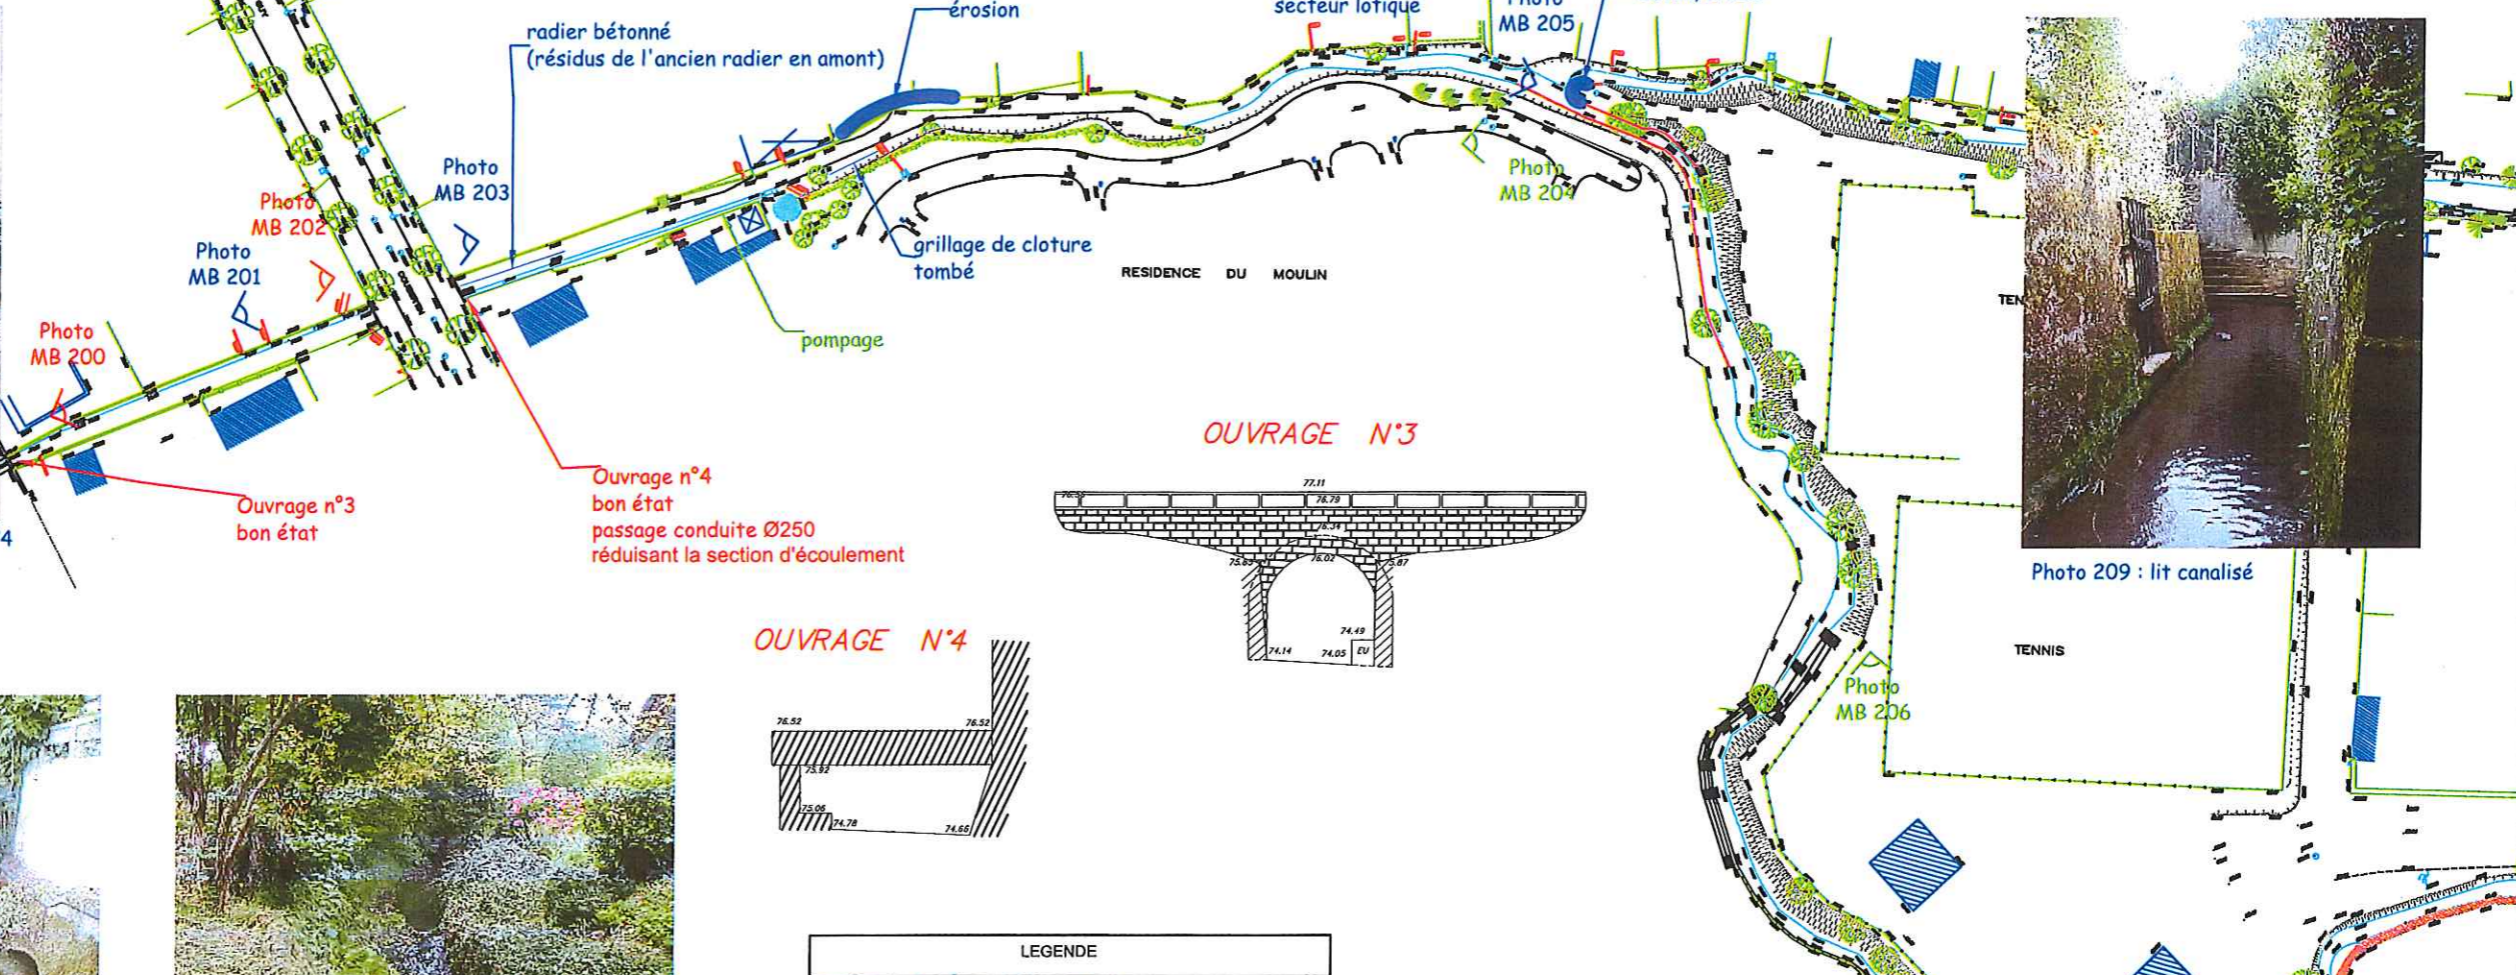 érosion
secteur lotique
MB 205
radier bétonné
(résidus de l'ancien radier en amont)
Photo
MB 203
Photo
MB 202
Photo
MB 201
Photo
MB 200
Photo
MB 204
grillage de cloture
tombé
RESIDENCE DU MOULIN
pompage
OUVRAGE N°3
77.11
76.79
76.34
76.02
74.49
74.14
74.05
EU
Ouvrage n°3
bon état
Ouvrage n°4
bon état
passage conduite Ø250
réduisant la section d'écoulement
4
OUVRAGE N°4
76.52
76.52
75.92
75.06
74.78
74.66
Photo 209 : lit canalisé
TENNIS
Photo
MB 206
LEGENDE